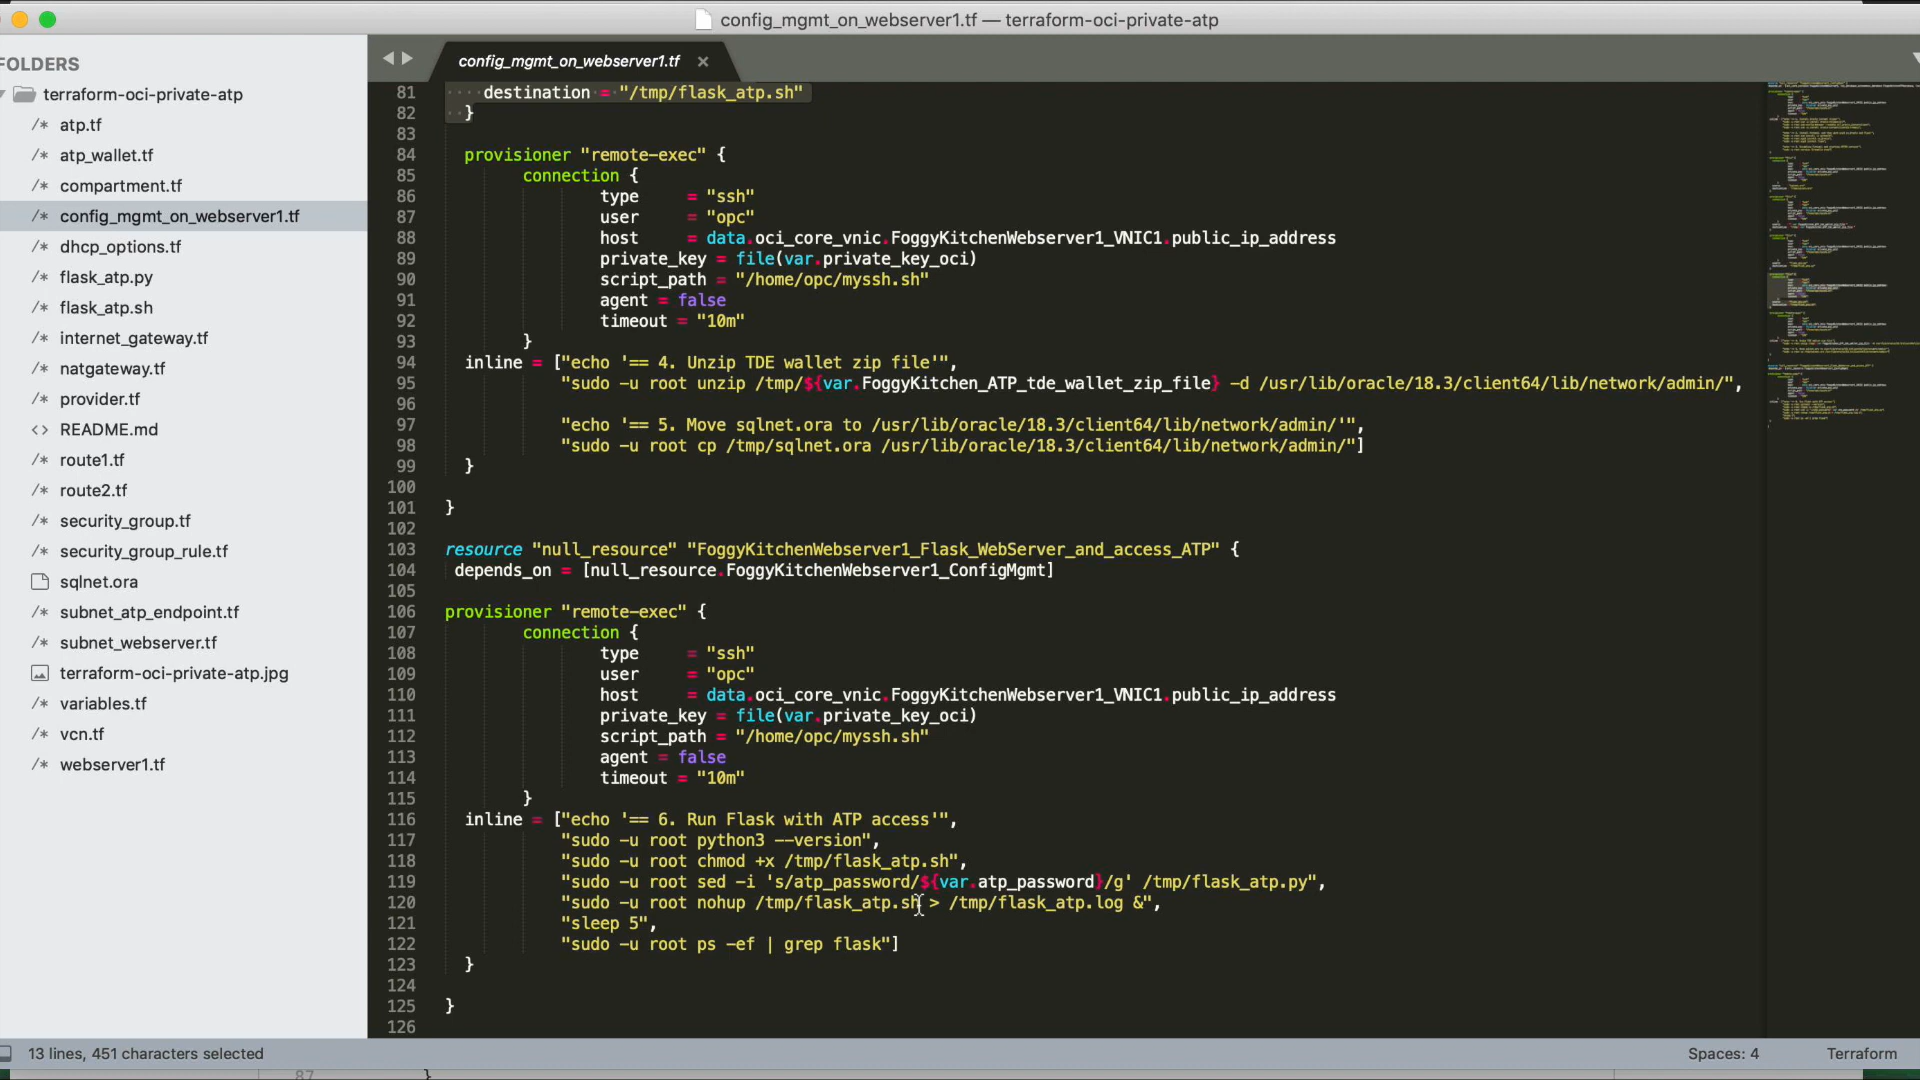 config_mgmt_on_webserver1.tf — terraform-oci-private-atp
FOLDERS
terraform-oci-private-atp
/* atp.tf
/* atp_wallet.tf
/* compartment.tf
/* config_mgmt_on_webserver1.tf
/* dhcp_options.tf
/* flask_atp.py
/* flask_atp.sh
/* internet_gateway.tf
/* natgateway.tf
/* provider.tf
<> README.md
/* route1.tf
/* route2.tf
/* security_group.tf
/* security_group_rule.tf
sqlnet.ora
/* subnet_atp_endpoint.tf
/* subnet_webserver.tf
terraform-oci-private-atp.jpg
/* variables.tf
/* vcn.tf
/* webserver1.tf
config_mgmt_on_webserver1.tf ×
81 destination = "/tmp/flask_atp.sh"
82 }
83
84 provisioner "remote-exec" {
85 connection {
86 type = "ssh"
87 user = "opc"
88 host = data.oci_core_vnic.FoggyKitchenWebserver1_VNIC1.public_ip_address
89 private_key = file(var.private_key_oci)
90 script_path = "/home/opc/myssh.sh"
91 agent = false
92 timeout = "10m"
93 }
94 inline = ["echo '== 4. Unzip TDE wallet zip file'",
95 "sudo -u root unzip /tmp/${var.FoggyKitchen_ATP_tde_wallet_zip_file} -d /usr/lib/oracle/18.3/client64/lib/network/admin/",
96
97 "echo '== 5. Move sqlnet.ora to /usr/lib/oracle/18.3/client64/lib/network/admin/'",
98 "sudo -u root cp /tmp/sqlnet.ora /usr/lib/oracle/18.3/client64/lib/network/admin/"]
99 }
100
101 }
102
103 resource "null_resource" "FoggyKitchenWebserver1_Flask_WebServer_and_access_ATP" {
104 depends_on = [null_resource.FoggyKitchenWebserver1_ConfigMgmt]
105
106 provisioner "remote-exec" {
107 connection {
108 type = "ssh"
109 user = "opc"
110 host = data.oci_core_vnic.FoggyKitchenWebserver1_VNIC1.public_ip_address
111 private_key = file(var.private_key_oci)
112 script_path = "/home/opc/myssh.sh"
113 agent = false
114 timeout = "10m"
115 }
116 inline = ["echo '== 6. Run Flask with ATP access'",
117 "sudo -u root python3 --version",
118 "sudo -u root chmod +x /tmp/flask_atp.sh",
119 "sudo -u root sed -i 's/atp_password/${var.atp_password}/g' /tmp/flask_atp.py",
120 "sudo -u root nohup /tmp/flask_atp.sh > /tmp/flask_atp.log &",
121 "sleep 5",
122 "sudo -u root ps -ef | grep flask"]
123 }
124
125 }
126
13 lines, 451 characters selected
Spaces: 4
Terraform
87 }